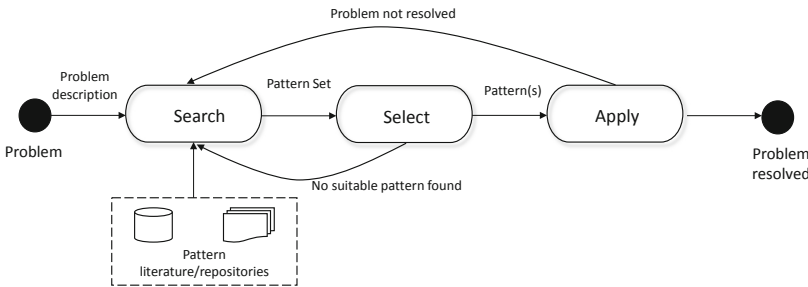 Problem not resolved
Problem
description
Pattern Set
Pattern(s)
Search
Select
Apply
Problem
Problem
resolved
No suitable pattern found
Pattern
literature/repositories